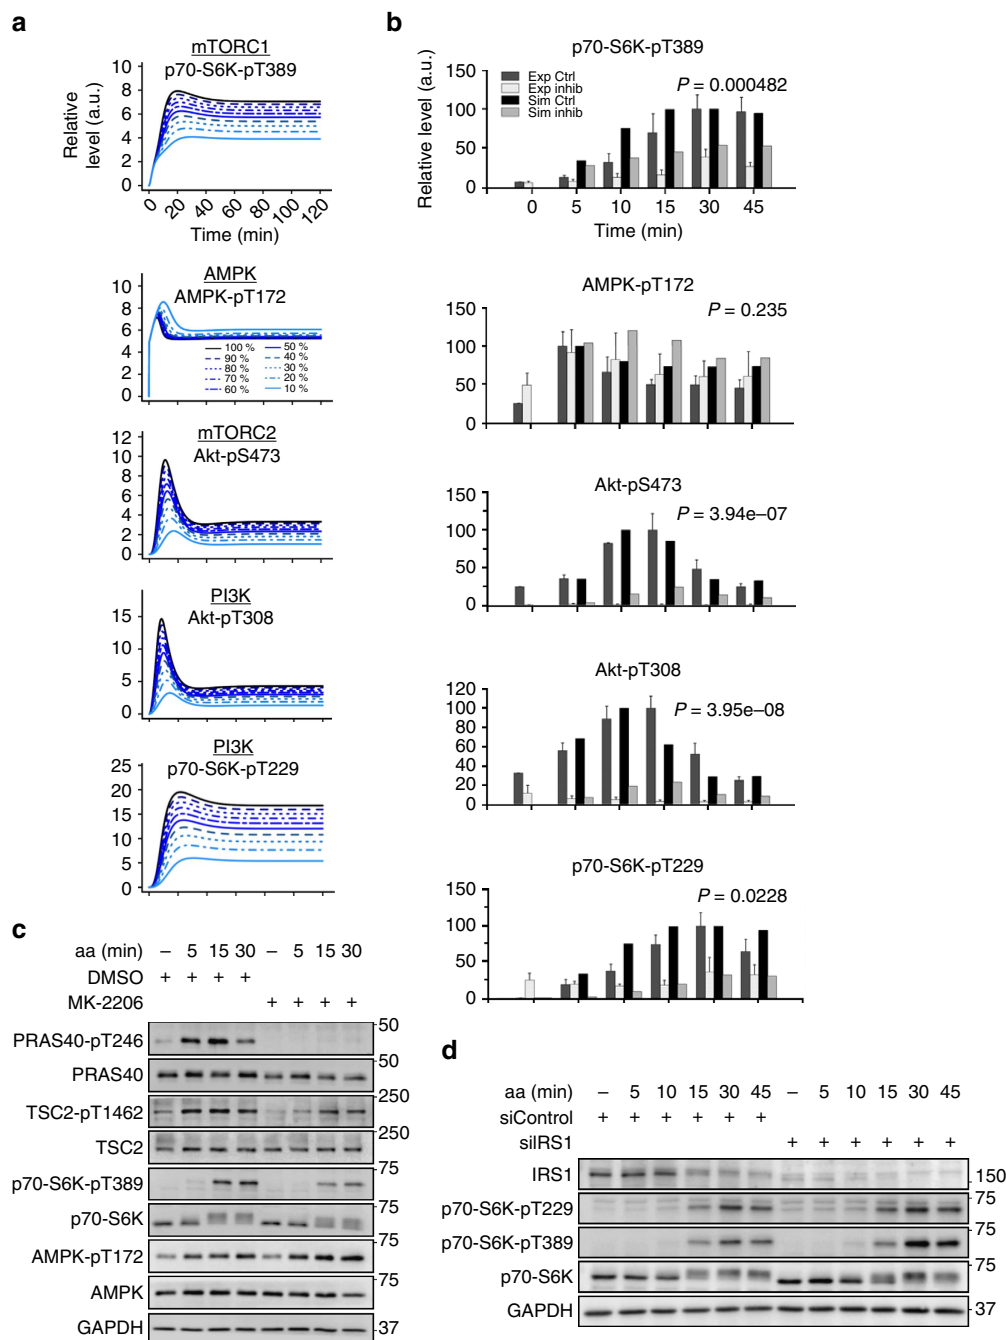 a
mTORC1
p70-S6K-pT389
Relative level (a.u.)
10
8
6
4
2
0
0 20 40 60 80 100 120
Time (min)
AMPK
AMPK-pT172
10
8
6
4
2
0
100 %
90 %
80 %
70 %
60 %
50 %
40 %
30 %
20 %
10 %
mTORC2
Akt-pS473
12
10
8
6
4
2
0
PI3K
Akt-pT308
15
10
5
0
PI3K
p70-S6K-pT229
25
20
15
10
5
0
b
p70-S6K-pT389
Relative level (a.u.)
150
100
50
0
Exp Ctrl
Exp inhib
Sim Ctrl
Sim inhib
P = 0.000482
0 5 10 15 30 45
Time (min)
AMPK-pT172
150
100
50
0
P = 0.235
Akt-pS473
150
100
50
0
P = 3.94e–07
Akt-pT308
120
100
80
60
40
20
0
P = 3.95e–08
p70-S6K-pT229
150
100
50
0
P = 0.0228
c
aa (min) – 5 15 30 – 5 15 30
DMSO + + + +
MK-2206 + + + +
PRAS40-pT246 50
PRAS40 50
TSC2-pT1462 250
TSC2 250
p70-S6K-pT389 75
p70-S6K 75
AMPK-pT172 75
AMPK 75
GAPDH 37
d
aa (min) – 5 10 15 30 45 – 5 10 15 30 45
siControl + + + + + +
siIRS1 + + + + + +
IRS1 150
p70-S6K-pT229 75
p70-S6K-pT389 75
p70-S6K 75
GAPDH 37